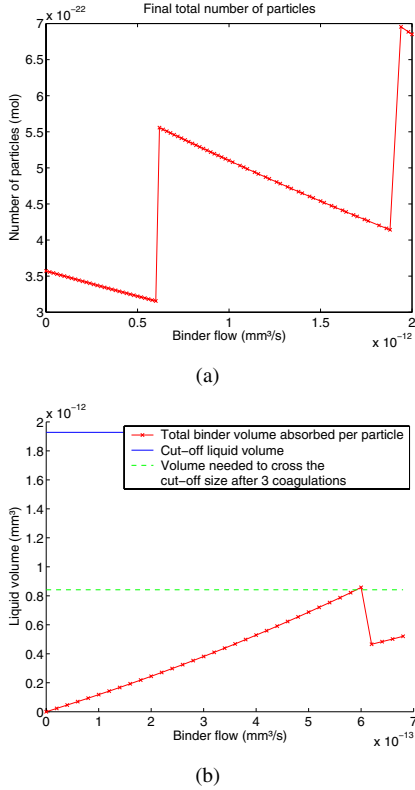 x 10⁻²²
Final total number of particles
7
6.5
6
5.5
5
4.5
4
3.5
3
Number of particles (mol)
0
0.5
1
1.5
2
Binder flow (mm³/s)
x 10⁻¹²
(a)
x 10⁻¹²
2
1.8
1.6
1.4
1.2
1
0.8
0.6
0.4
0.2
0
Liquid volume (mm³)
Total binder volume absorbed per particle
Cut−off liquid volume
Volume needed to cross the
cut−off size after 3 coagulations
0
1
2
3
4
5
6
7
Binder flow (mm³/s)
x 10⁻¹³
(b)